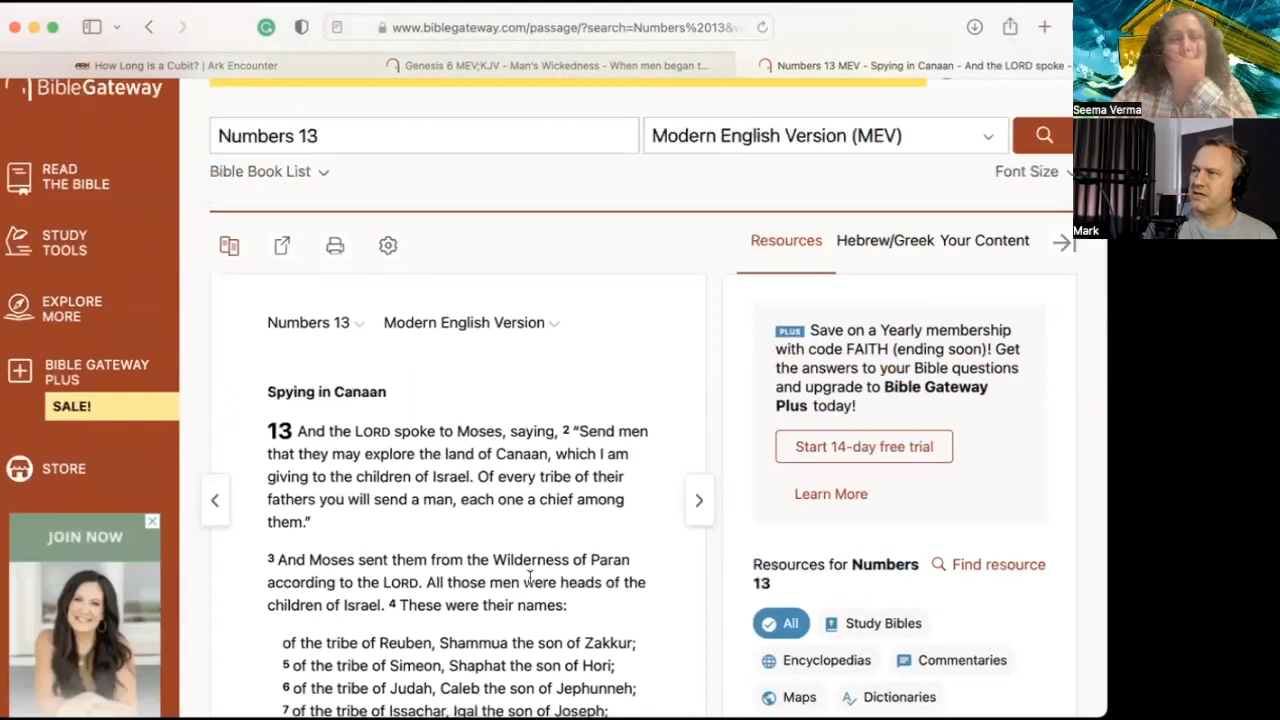 www.biblegateway.com/passage/?search=Numbers%2013&v
How Long Is a Cubit? | Ark Encounter
Genesis 6 MEV;KJV - Man's Wickedness - When men began t...
Numbers 13 MEV - Spying in Canaan - And the LORD spoke -
Seema Verma
Mark
BibleGateway
READ
THE BIBLE
STUDY
TOOLS
EXPLORE
MORE
BIBLE GATEWAY
PLUS
SALE!
STORE
JOIN NOW
Numbers 13
Modern English Version (MEV)
Bible Book List
Font Size
Numbers 13
Modern English Version
Spying in Canaan
13 And the LORD spoke to Moses, saying, 2 “Send men
that they may explore the land of Canaan, which I am
giving to the children of Israel. Of every tribe of their
fathers you will send a man, each one a chief among
them.”
3 And Moses sent them from the Wilderness of Paran
according to the LORD. All those men were heads of the
children of Israel. 4 These were their names:
of the tribe of Reuben, Shammua the son of Zakkur;
5 of the tribe of Simeon, Shaphat the son of Hori;
6 of the tribe of Judah, Caleb the son of Jephunneh;
7 of the tribe of Issachar, Igal the son of Joseph;
Resources
Hebrew/Greek
Your Content
PLUS Save on a Yearly membership
with code FAITH (ending soon)! Get
the answers to your Bible questions
and upgrade to Bible Gateway
Plus today!
Start 14-day free trial
Learn More
Resources for Numbers
13
Find resource
All
Study Bibles
Encyclopedias
Commentaries
Maps
Dictionaries